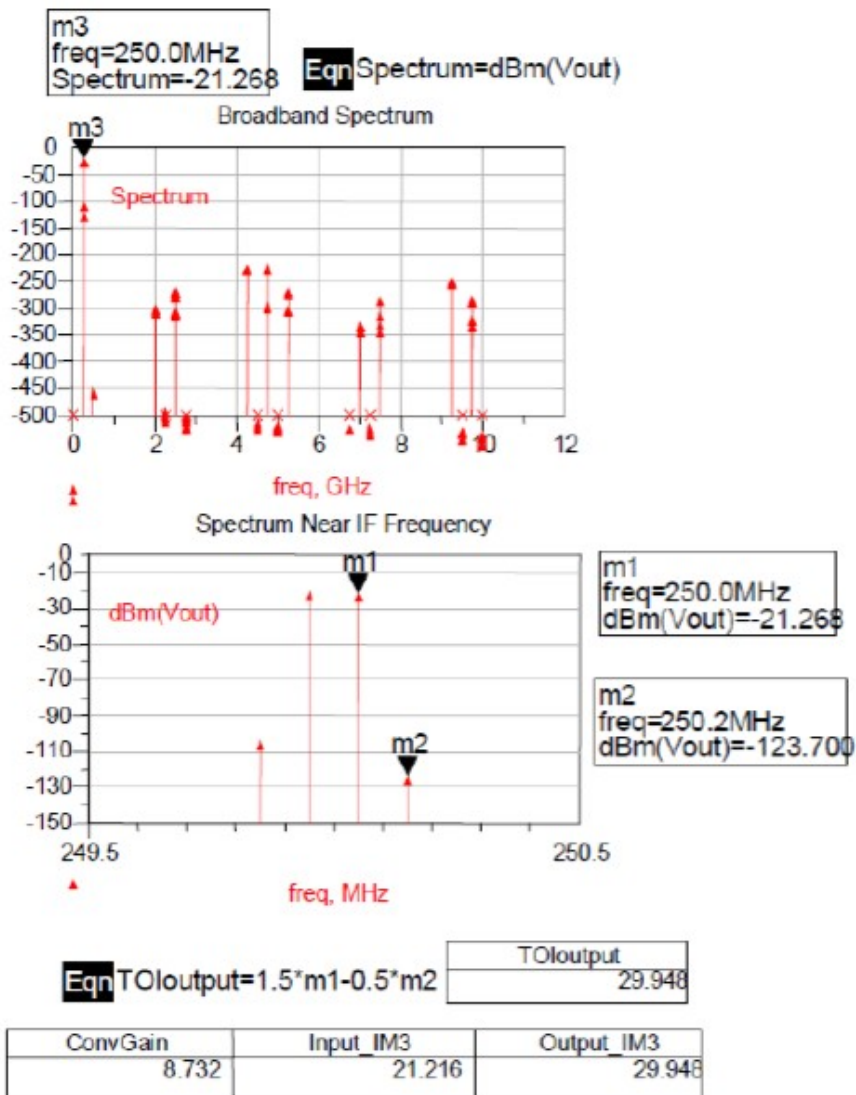 m3
freq=250.0MHz
Spectrum=-21.268
Eqn Spectrum=dBm(Vout)
Broadband Spectrum
m3
Spectrum
0
-50
-100
-150
-200
-250
-300
-350
-400
-450
-500
0 2 4 6 8 10 12
freq, GHz
Spectrum Near IF Frequency
m1
dBm(Vout)
m2
0
-10
-30
-50
-70
-90
-110
-130
-150
249.5 250.5
freq, MHz
m1
freq=250.0MHz
dBm(Vout)=-21.268
m2
freq=250.2MHz
dBm(Vout)=-123.700
Eqn TOIoutput=1.5*m1-0.5*m2
TOIoutput
29.948
ConvGain Input_IM3 Output_IM3
8.732 21.216 29.948